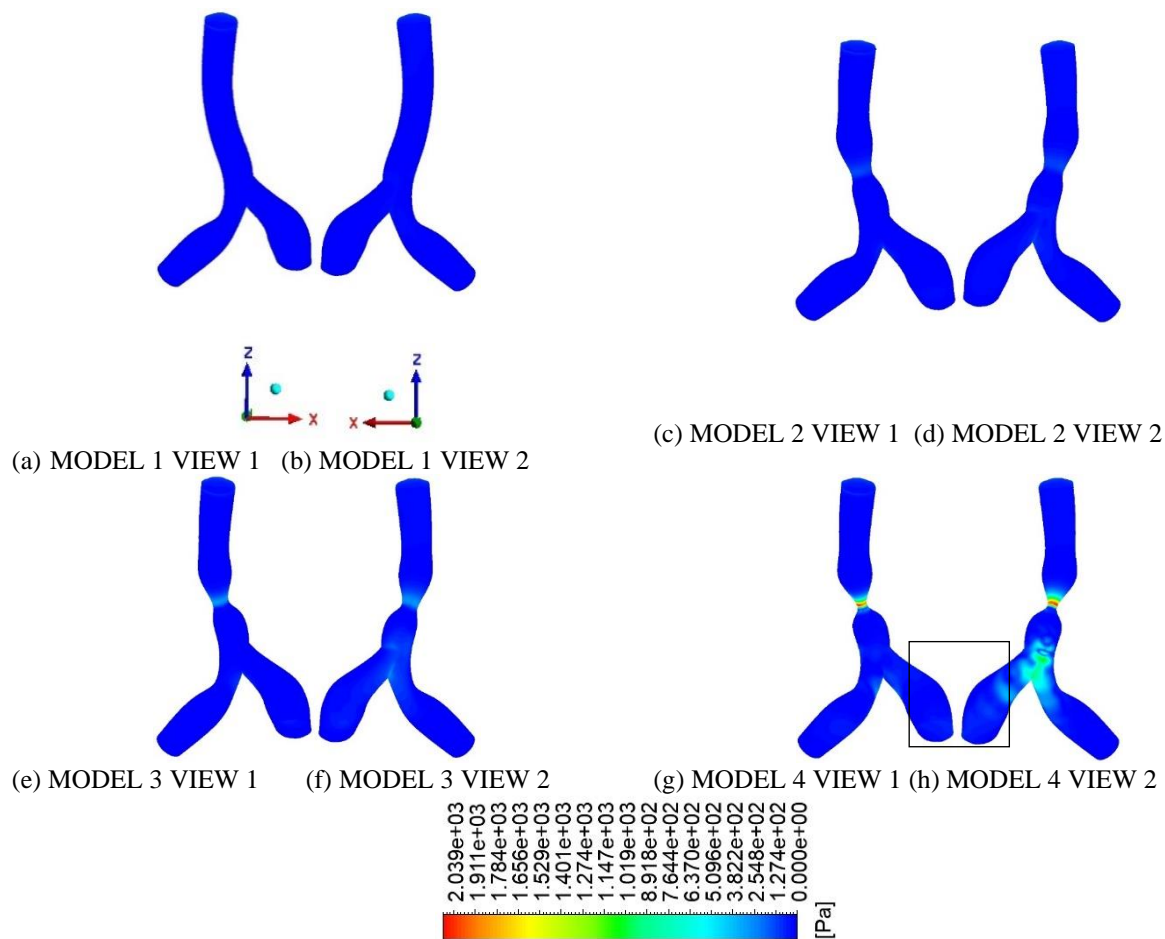 Z
X
Z
X
(c) MODEL 2 VIEW 1 (d) MODEL 2 VIEW 2
(a) MODEL 1 VIEW 1 (b) MODEL 1 VIEW 2
(e) MODEL 3 VIEW 1 (f) MODEL 3 VIEW 2
(g) MODEL 4 VIEW 1 (h) MODEL 4 VIEW 2
2.039e+03
1.911e+03
1.784e+03
1.656e+03
1.529e+03
1.401e+03
1.274e+03
1.147e+03
1.019e+03
8.918e+02
7.644e+02
6.370e+02
5.096e+02
3.822e+02
2.548e+02
1.274e+02
0.000e+00
[Pa]